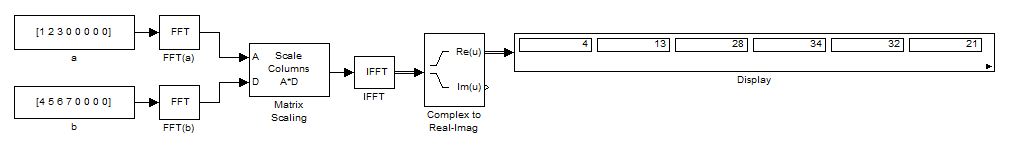 [1 2 3 0 0 0 0 0]
a
FFT
FFT(a)
[4 5 6 7 0 0 0 0]
b
FFT
FFT(b)
A
D
Scale
Columns
A*D
Matrix
Scaling
IFFT
IFFT
Re(u)
Im(u)
Complex to
Real-Imag
4 13 28 34 32 21
Display